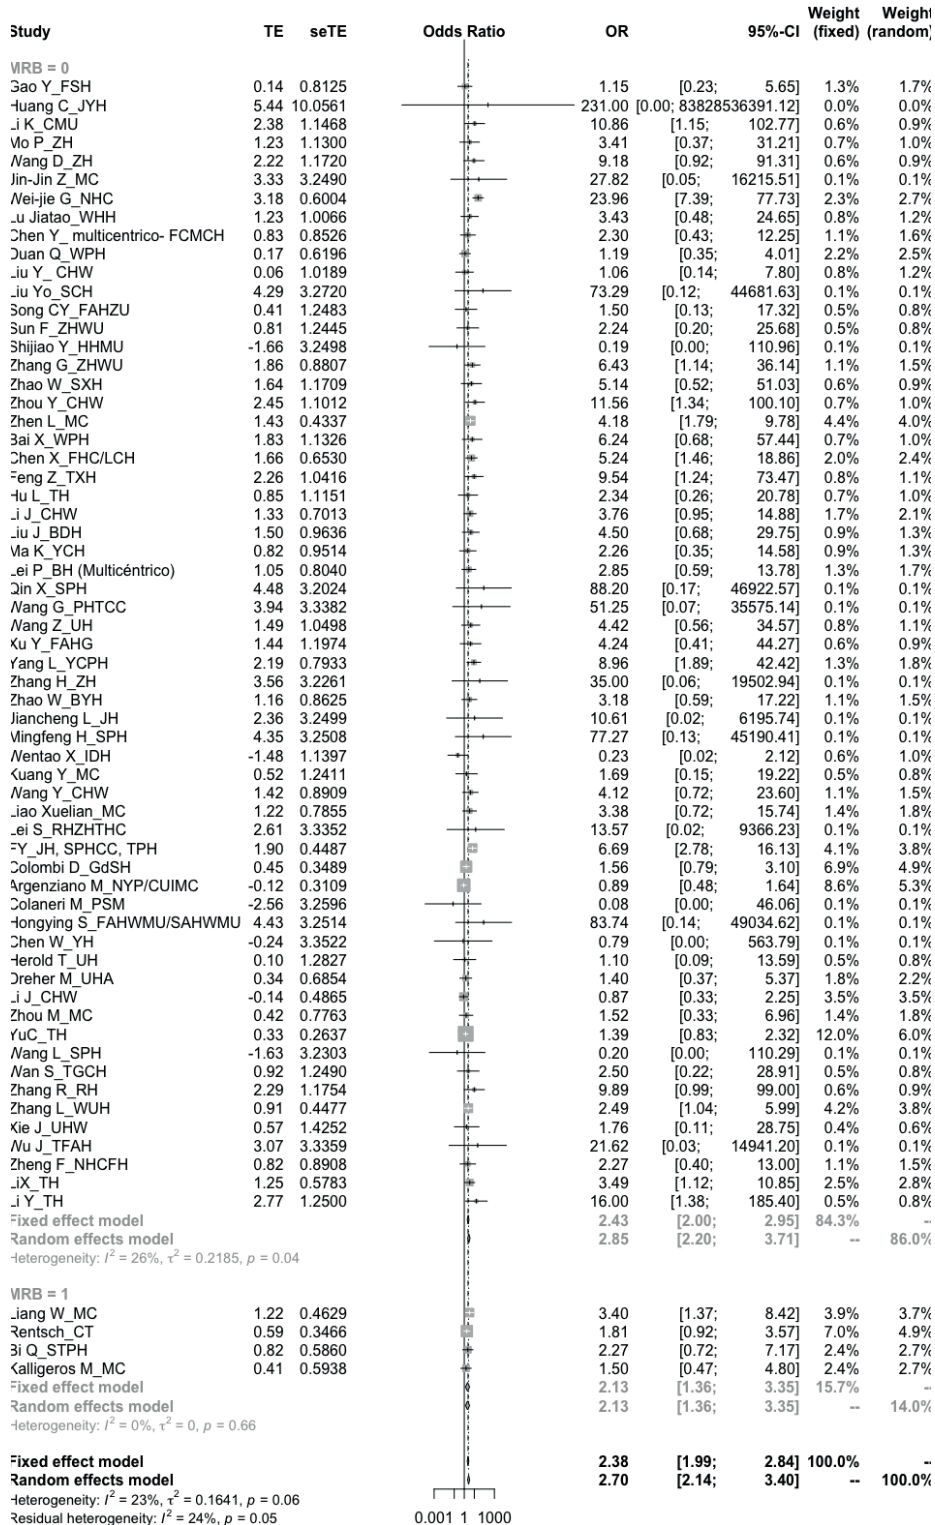 Weight Weight
Study TE seTE Odds Ratio OR 95%-CI (fixed) (random)
MRB = 0
Gao Y_FSH 0.14 0.8125 1.15 [0.23; 5.65] 1.3% 1.7%
Huang C_JYH 5.44 10.0561 231.00 [0.00; 83828536391.12] 0.0% 0.0%
Li K_CMU 2.38 1.1468 10.86 [1.15; 102.77] 0.6% 0.9%
Mo P_ZH 1.23 1.1300 3.41 [0.37; 31.21] 0.7% 1.0%
Wang D_ZH 2.22 1.1720 9.18 [0.92; 91.31] 0.6% 0.9%
Jin-Jin Z_MC 3.33 3.2490 27.82 [0.05; 16215.51] 0.1% 0.1%
Wei-jie G_NHC 3.18 0.6004 23.96 [7.39; 77.73] 2.3% 2.7%
Lu Jiatao_WHH 1.23 1.0066 3.43 [0.48; 24.65] 0.8% 1.2%
Chen Y_ multicentrico- FCMCH 0.83 0.8526 2.30 [0.43; 12.25] 1.1% 1.6%
Duan Q_WPH 0.17 0.6196 1.19 [0.35; 4.01] 2.2% 2.5%
Liu Y_ CHW 0.06 1.0189 1.06 [0.14; 7.80] 0.8% 1.2%
Liu Yo_SCH 4.29 3.2720 73.29 [0.12; 44681.63] 0.1% 0.1%
Song CY_FAHZU 0.41 1.2483 1.50 [0.13; 17.32] 0.5% 0.8%
Sun F_ZHWU 0.81 1.2445 2.24 [0.20; 25.68] 0.5% 0.8%
Shijiao Y_HHMU -1.66 3.2498 0.19 [0.00; 110.96] 0.1% 0.1%
Zhang G_ZHWU 1.86 0.8807 6.43 [1.14; 36.14] 1.1% 1.5%
Zhao W_SXH 1.64 1.1709 5.14 [0.52; 51.03] 0.6% 0.9%
Zhou Y_CHW 2.45 1.1012 11.56 [1.34; 100.10] 0.7% 1.0%
Zhen L_MC 1.43 0.4337 4.18 [1.79; 9.78] 4.4% 4.0%
Bai X_WPH 1.83 1.1326 6.24 [0.68; 57.44] 0.7% 1.0%
Chen X_FHC/LCH 1.66 0.6530 5.24 [1.46; 18.86] 2.0% 2.4%
Feng Z_TXH 2.26 1.0416 9.54 [1.24; 73.47] 0.8% 1.1%
Hu L_TH 0.85 1.1151 2.34 [0.26; 20.78] 0.7% 1.0%
Li J_CHW 1.33 0.7013 3.76 [0.95; 14.88] 1.7% 2.1%
Liu J_BDH 1.50 0.9636 4.50 [0.68; 29.75] 0.9% 1.3%
Ma K_YCH 0.82 0.9514 2.26 [0.35; 14.58] 0.9% 1.3%
Lei P_BH (Multicéntrico) 1.05 0.8040 2.85 [0.59; 13.78] 1.3% 1.7%
Qin X_SPH 4.48 3.2024 88.20 [0.17; 46922.57] 0.1% 0.1%
Wang G_PHTCC 3.94 3.3382 51.25 [0.07; 35575.14] 0.1% 0.1%
Wang Z_UH 1.49 1.0498 4.42 [0.56; 34.57] 0.8% 1.1%
Xu Y_FAHG 1.44 1.1974 4.24 [0.41; 44.27] 0.6% 0.9%
Yang L_YCPH 2.19 0.7933 8.96 [1.89; 42.42] 1.3% 1.8%
Zhang H_ZH 3.56 3.2261 35.00 [0.06; 19502.94] 0.1% 0.1%
Zhao W_BYH 1.16 0.8625 3.18 [0.59; 17.22] 1.1% 1.5%
Jiancheng L_JH 2.36 3.2499 10.61 [0.02; 6195.74] 0.1% 0.1%
Mingfeng H_SPH 4.35 3.2508 77.27 [0.13; 45190.41] 0.1% 0.1%
Wentao X_IDH -1.48 1.1397 0.23 [0.02; 2.12] 0.6% 1.0%
Kuang Y_MC 0.52 1.2411 1.69 [0.15; 19.22] 0.5% 0.8%
Wang Y_CHW 1.42 0.8909 4.12 [0.72; 23.60] 1.1% 1.5%
Liao Xuelian_MC 1.22 0.7855 3.38 [0.72; 15.74] 1.4% 1.8%
Lei S_RHZHTHC 2.61 3.3352 13.57 [0.02; 9366.23] 0.1% 0.1%
FY_JH, SPHCC, TPH 1.90 0.4487 6.69 [2.78; 16.13] 4.1% 3.8%
Colombi D_GdSH 0.45 0.3489 1.56 [0.79; 3.10] 6.9% 4.9%
Argenziano M_NYP/CUIMC -0.12 0.3109 0.89 [0.48; 1.64] 8.6% 5.3%
Colaneri M_PSM -2.56 3.2596 0.08 [0.00; 46.06] 0.1% 0.1%
Hongying S_FAHWMU/SAHWMU 4.43 3.2514 83.74 [0.14; 49034.62] 0.1% 0.1%
Chen W_YH -0.24 3.3522 0.79 [0.00; 563.79] 0.1% 0.1%
Herold T_UH 0.10 1.2827 1.10 [0.09; 13.59] 0.5% 0.8%
Dreher M_UHA 0.34 0.6854 1.40 [0.37; 5.37] 1.8% 2.2%
Li J_CHW -0.14 0.4865 0.87 [0.33; 2.25] 3.5% 3.5%
Zhou M_MC 0.42 0.7763 1.52 [0.33; 6.96] 1.4% 1.8%
YuC_TH 0.33 0.2637 1.39 [0.83; 2.32] 12.0% 6.0%
Wang L_SPH -1.63 3.2303 0.20 [0.00; 110.29] 0.1% 0.1%
Wan S_TGCH 0.92 1.2490 2.50 [0.22; 28.91] 0.5% 0.8%
Zhang R_RH 2.29 1.1754 9.89 [0.99; 99.00] 0.6% 0.9%
Zhang L_WUH 0.91 0.4477 2.49 [1.04; 5.99] 4.2% 3.8%
Xie J_UHW 0.57 1.4252 1.76 [0.11; 28.75] 0.4% 0.6%
Wu J_TFAH 3.07 3.3359 21.62 [0.03; 14941.20] 0.1% 0.1%
Zheng F_NHCFH 0.82 0.8908 2.27 [0.40; 13.00] 1.1% 1.5%
LiX_TH 1.25 0.5783 3.49 [1.12; 10.85] 2.5% 2.8%
Li Y_TH 2.77 1.2500 16.00 [1.38; 185.40] 0.5% 0.8%
Fixed effect model 2.43 [2.00; 2.95] 84.3% --
Random effects model 2.85 [2.20; 3.71] -- 86.0%
Heterogeneity: I² = 26%, τ² = 0.2185, p = 0.04
MRB = 1
Liang W_MC 1.22 0.4629 3.40 [1.37; 8.42] 3.9% 3.7%
Rentsch_CT 0.59 0.3466 1.81 [0.92; 3.57] 7.0% 4.9%
Bi Q_STPH 0.82 0.5860 2.27 [0.72; 7.17] 2.4% 2.7%
Kalligeros M_MC 0.41 0.5938 1.50 [0.47; 4.80] 2.4% 2.7%
Fixed effect model 2.13 [1.36; 3.35] 15.7% --
Random effects model 2.13 [1.36; 3.35] -- 14.0%
Heterogeneity: I² = 0%, τ² = 0, p = 0.66
Fixed effect model 2.38 [1.99; 2.84] 100.0% --
Random effects model 2.70 [2.14; 3.40] -- 100.0%
Heterogeneity: I² = 23%, τ² = 0.1641, p = 0.06
Residual heterogeneity: I² = 24%, p = 0.05
0.001 1 1000